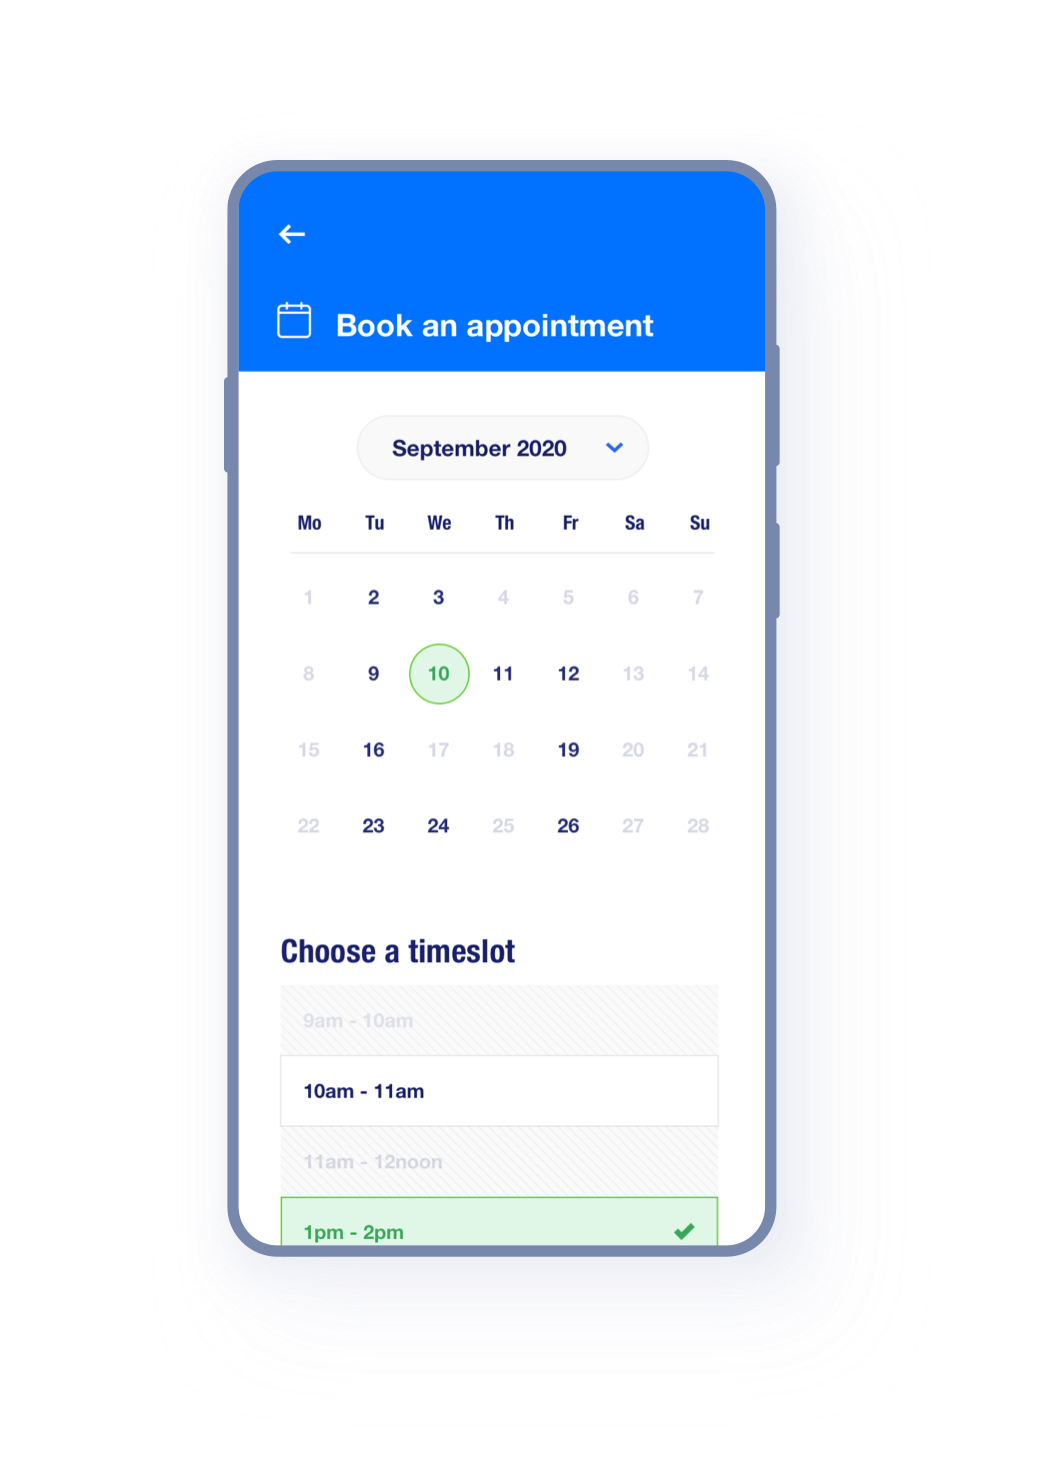 Book an appointment
September 2020
Mo Tu We Th Fr Sa Su
1 2 3 4 5 6 7
8 9 10 11 12 13 14
15 16 17 18 19 20 21
22 23 24 25 26 27 28
Choose a timeslot
9am - 10am
10am - 11am
11am - 12noon
1pm - 2pm